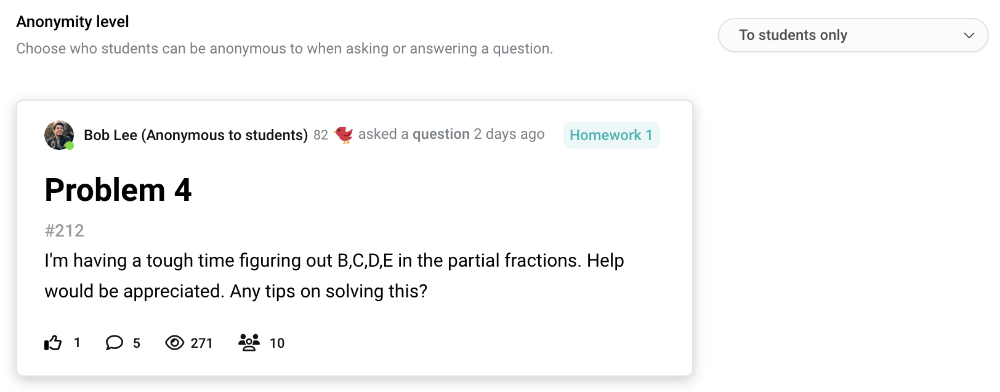 Anonymity level
Choose who students can be anonymous to when asking or answering a question.
To students only
Bob Lee (Anonymous to students) 82 asked a question 2 days ago Homework 1
Problem 4
#212
I'm having a tough time figuring out B,C,D,E in the partial fractions. Help
would be appreciated. Any tips on solving this?
1 5 271 10